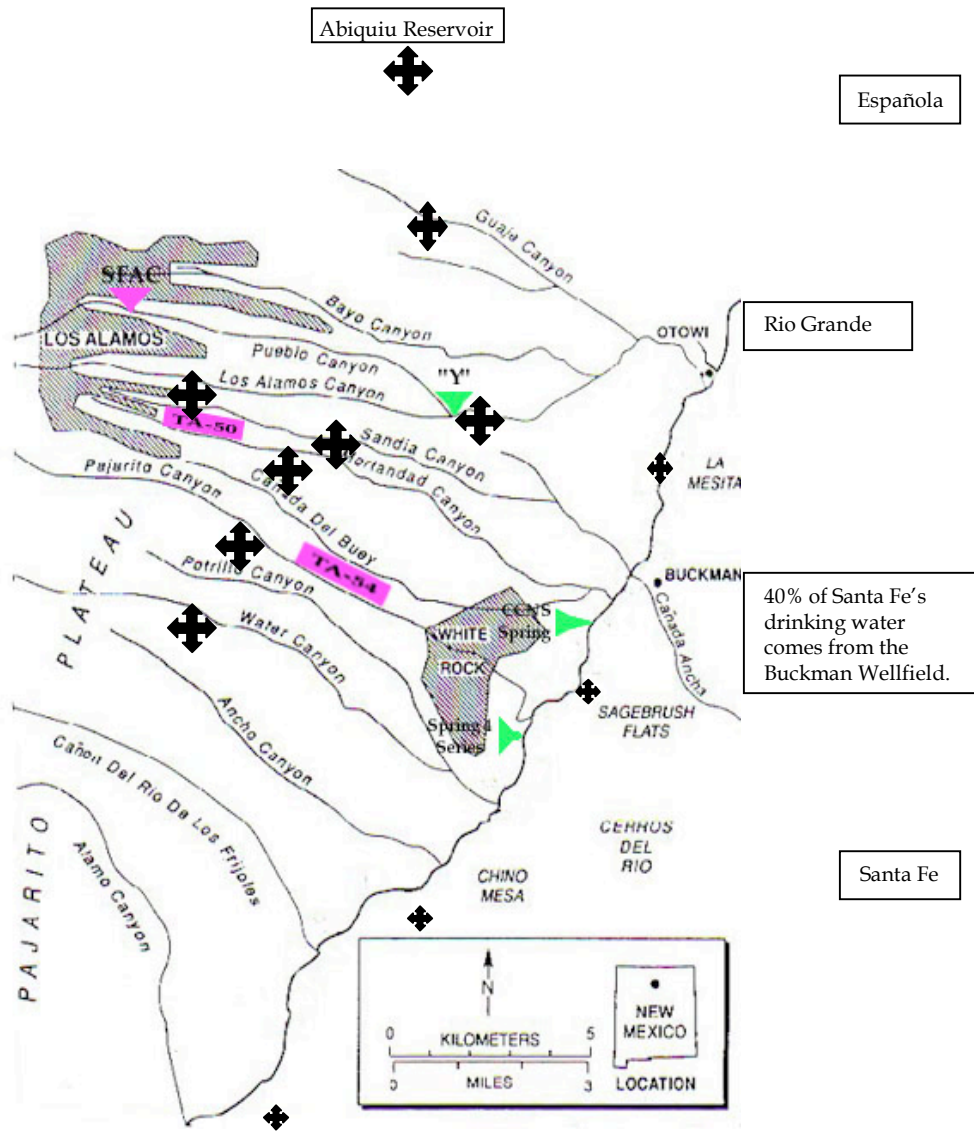 Abiquiu Reservoir
Española
Guaje Canyon
SFAC
Bayo Canyon
Rio Grande
OTOWI
LOS ALAMOS
Pueblo Canyon
"Y"
Los Alamos Canyon
TA-50
Sandia Canyon
Mortandad Canyon
LA
MESITA
Pajarito Canyon
Cañada Del Buey
TA-54
BUCKMAN
Potrillo Canyon
40% of Santa Fe’s
drinking water
comes from the
Buckman Wellfield.
CCNS
Spring
WHITE
ROCK
Water Canyon
Cañada Ancha
SAGEBRUSH
FLATS
Spring 4
Series
Ancho Canyon
Cañon Del Rio De Los Frijoles
CERROS
DEL
RIO
Alamo Canyon
CHINO
MESA
Santa Fe
PAJARITO
PLATEAU
N
0 5
KILOMETERS
MILES
0 3
NEW
MEXICO
LOCATION